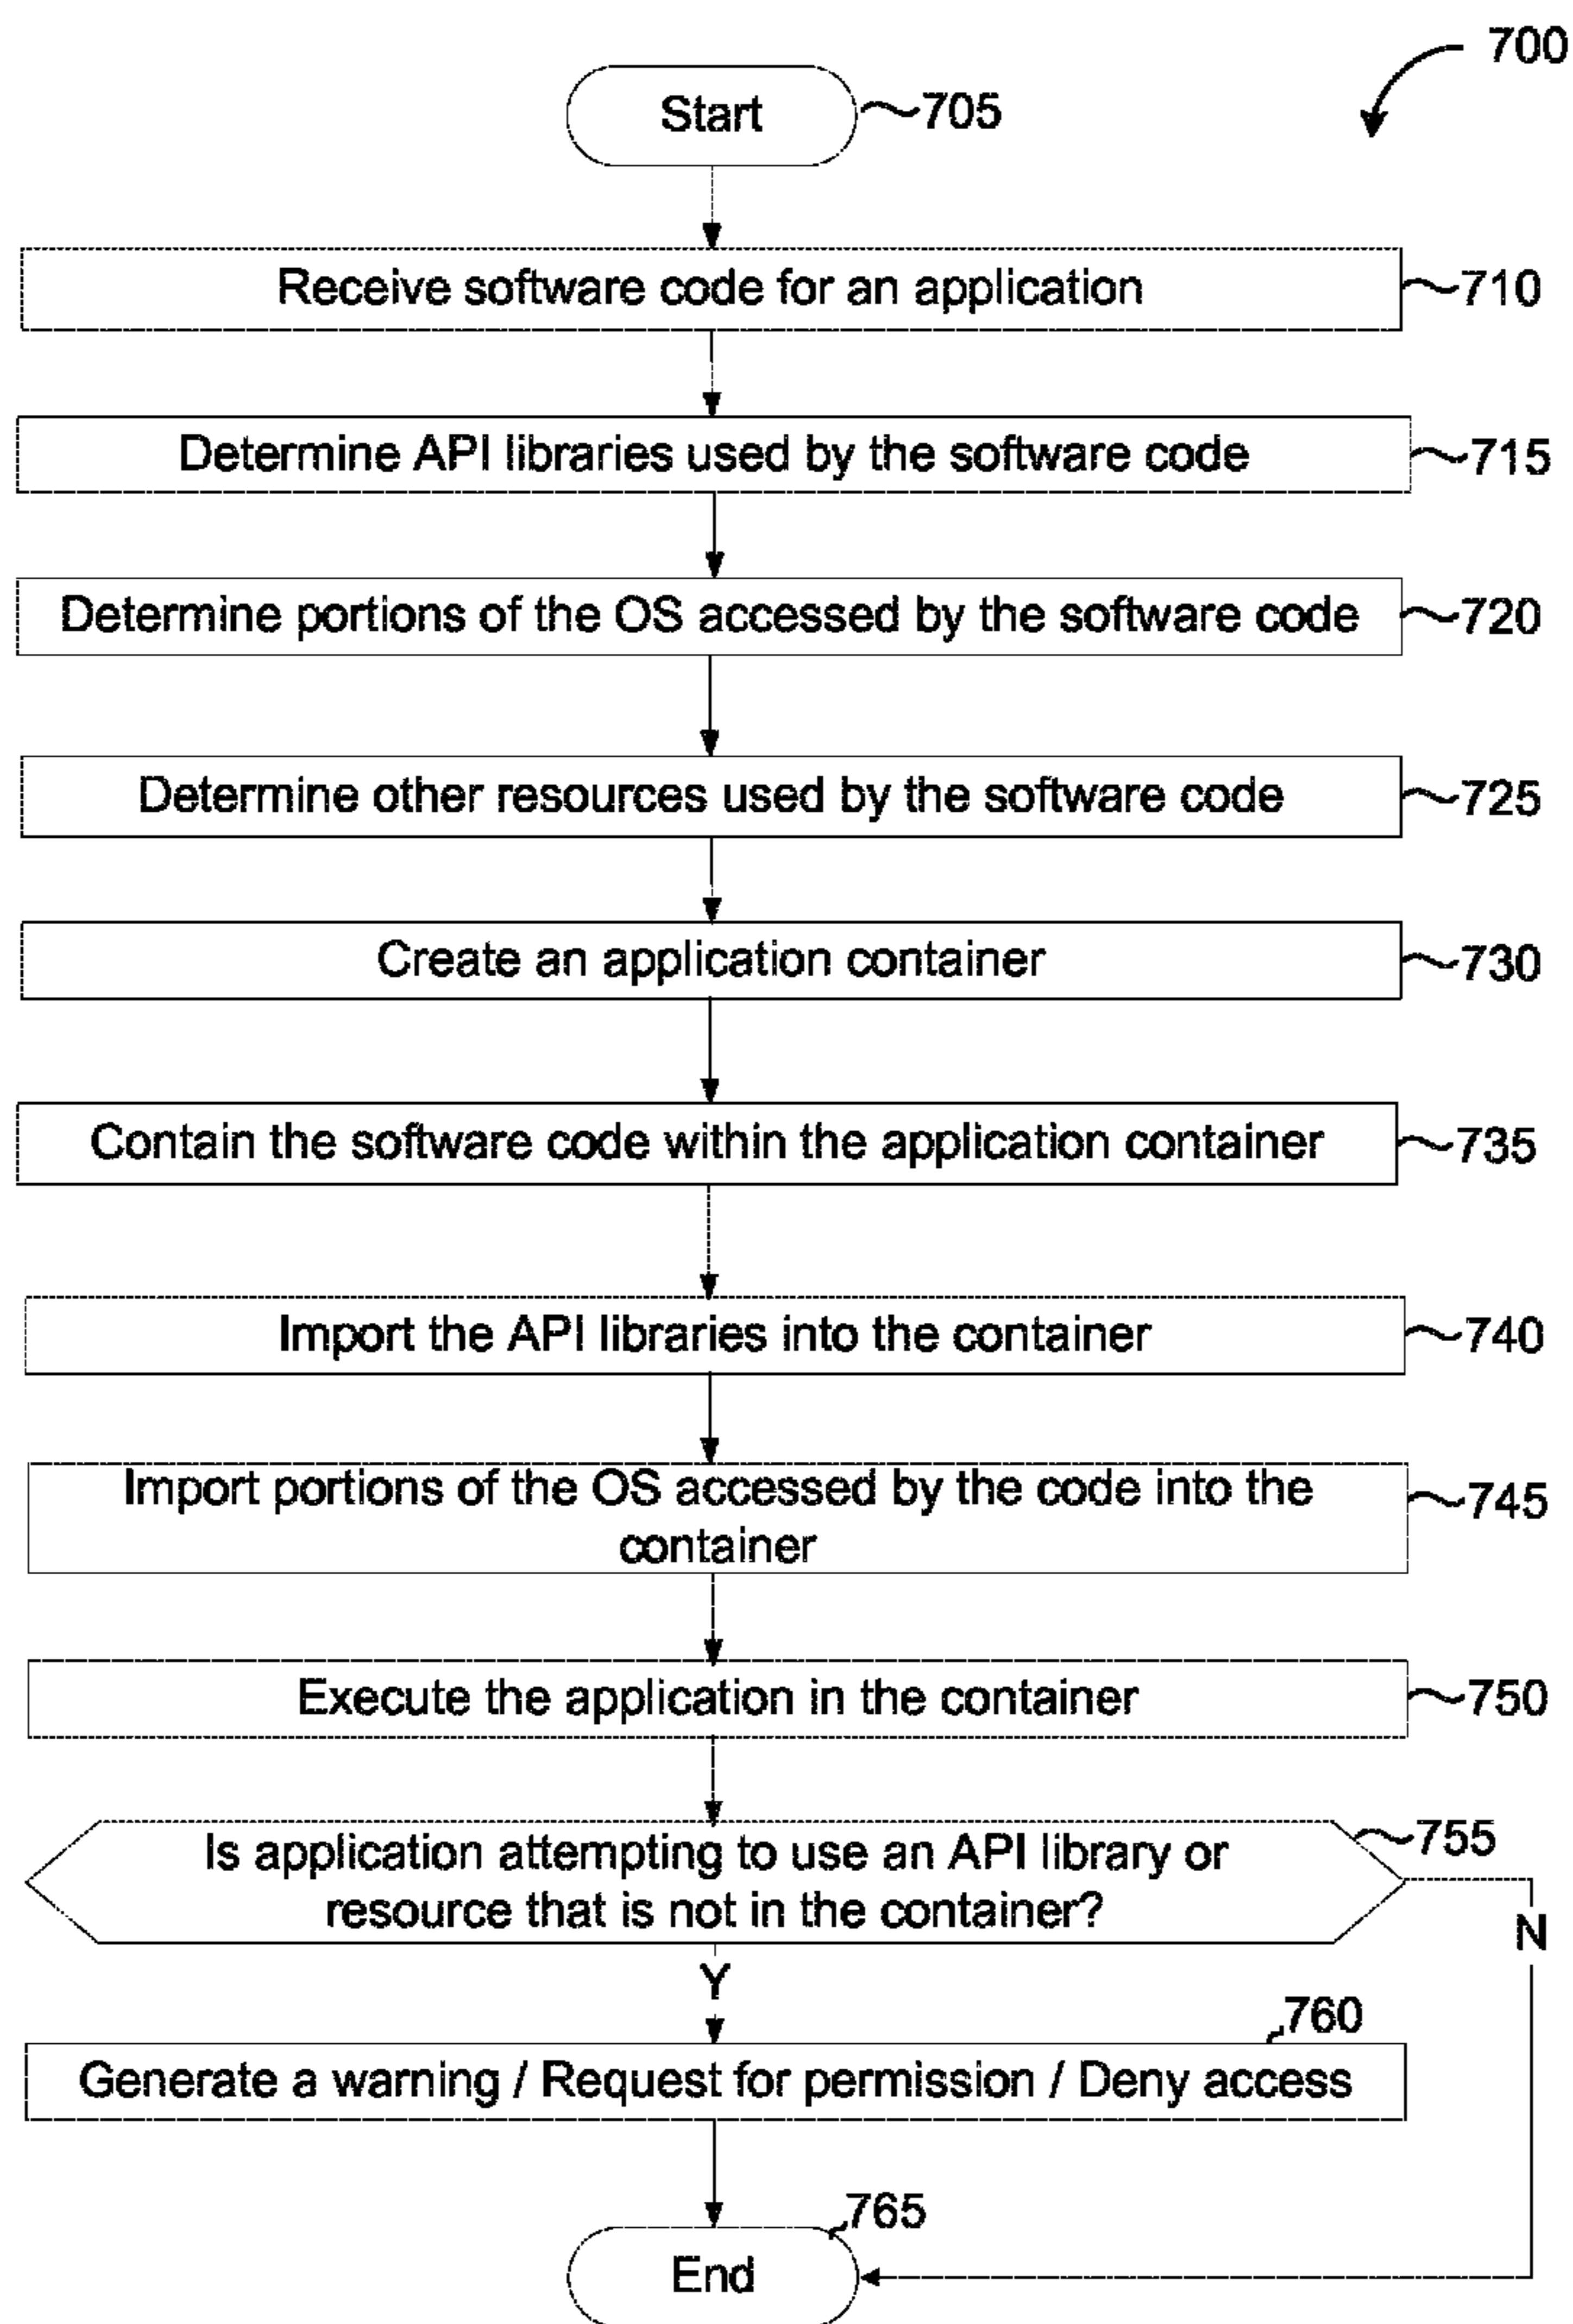 700
Start
705
Receive software code for an application
710
Determine API libraries used by the software code
715
Determine portions of the OS accessed by the software code
720
Determine other resources used by the software code
725
Create an application container
730
Contain the software code within the application container
735
Import the API libraries into the container
740
Import portions of the OS accessed by the code into the
container
745
Execute the application in the container
750
Is application attempting to use an API library or
resource that is not in the container?
755
N
Y
760
Generate a warning / Request for permission / Deny access
765
End